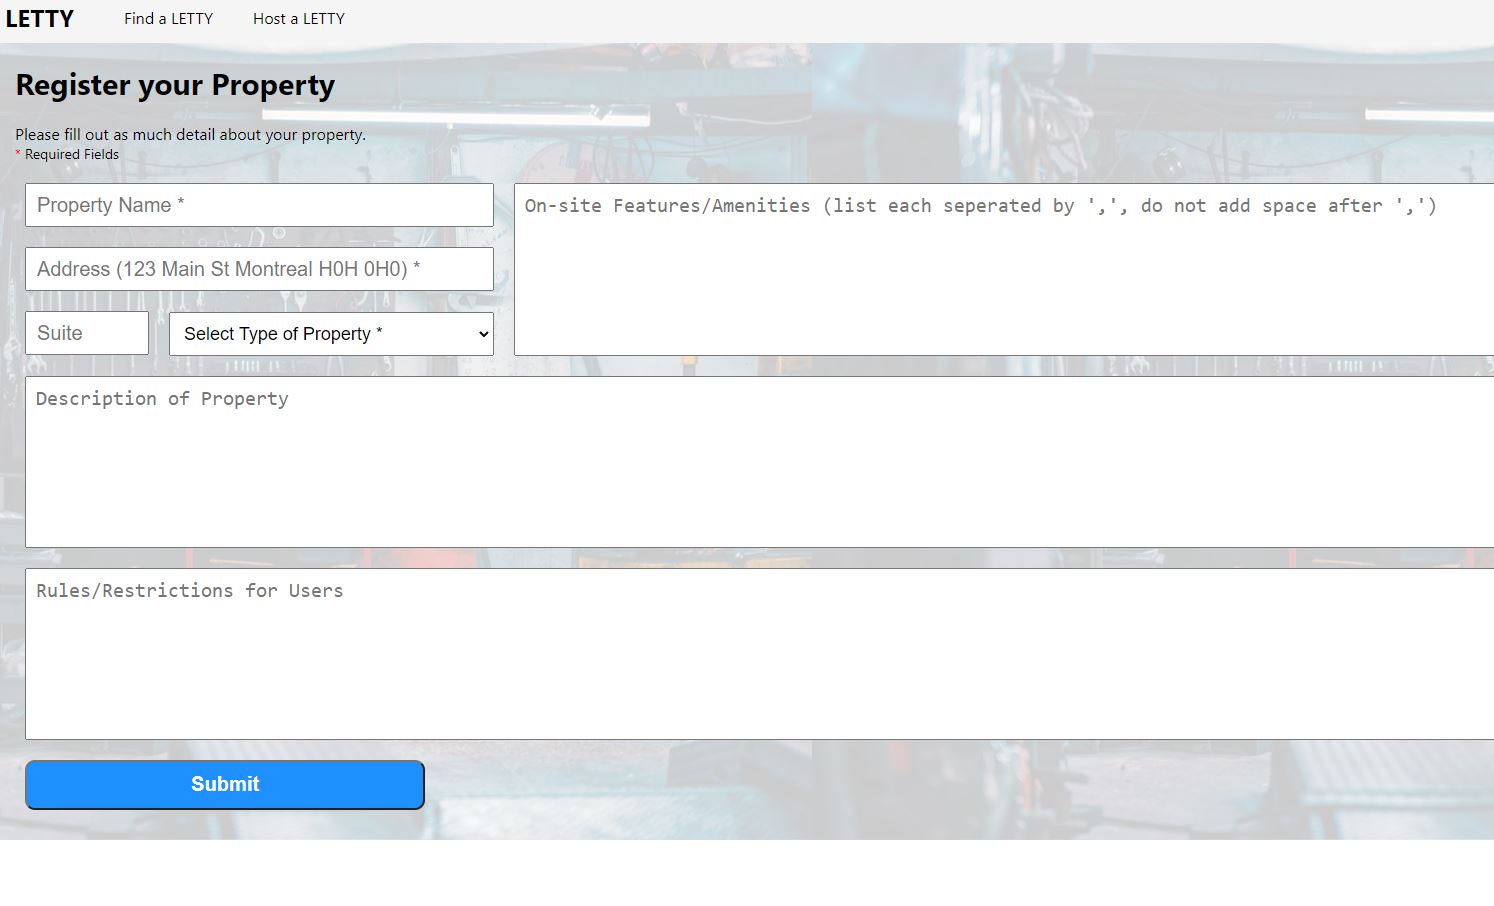 LETTY Find a LETTY Host a LETTY
Register your Property
Please fill out as much detail about your property.
* Required Fields
Property Name *
On-site Features/Amenities (list each seperated by ',', do not add space after ',')
Address (123 Main St Montreal H0H 0H0) *
Suite
Select Type of Property *
Description of Property
Rules/Restrictions for Users
Submit